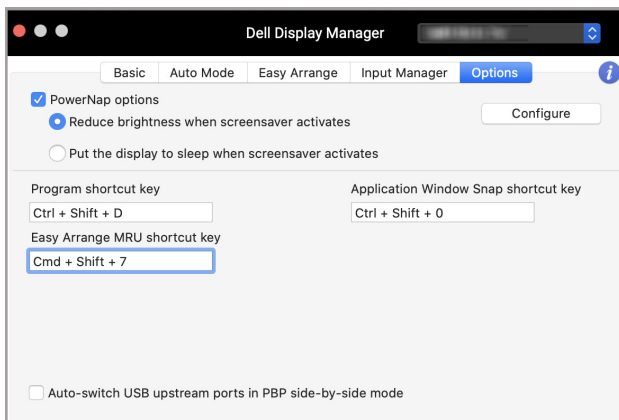 Dell Display Manager
Basic Auto Mode Easy Arrange Input Manager Options i
PowerNap options
Configure
Reduce brightness when screensaver activates
Put the display to sleep when screensaver activates
Program shortcut key
Application Window Snap shortcut key
Ctrl + Shift + D
Ctrl + Shift + 0
Easy Arrange MRU shortcut key
Cmd + Shift + 7
Auto-switch USB upstream ports in PBP side-by-side mode